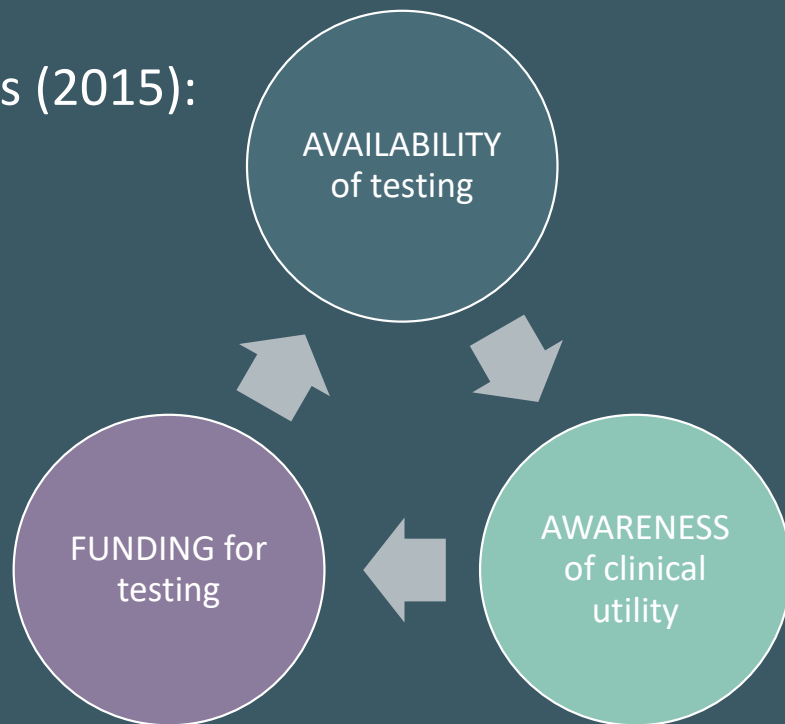 s (2015):
AVAILABILITY
of testing
FUNDING for
testing
AWARENESS
of clinical
utility